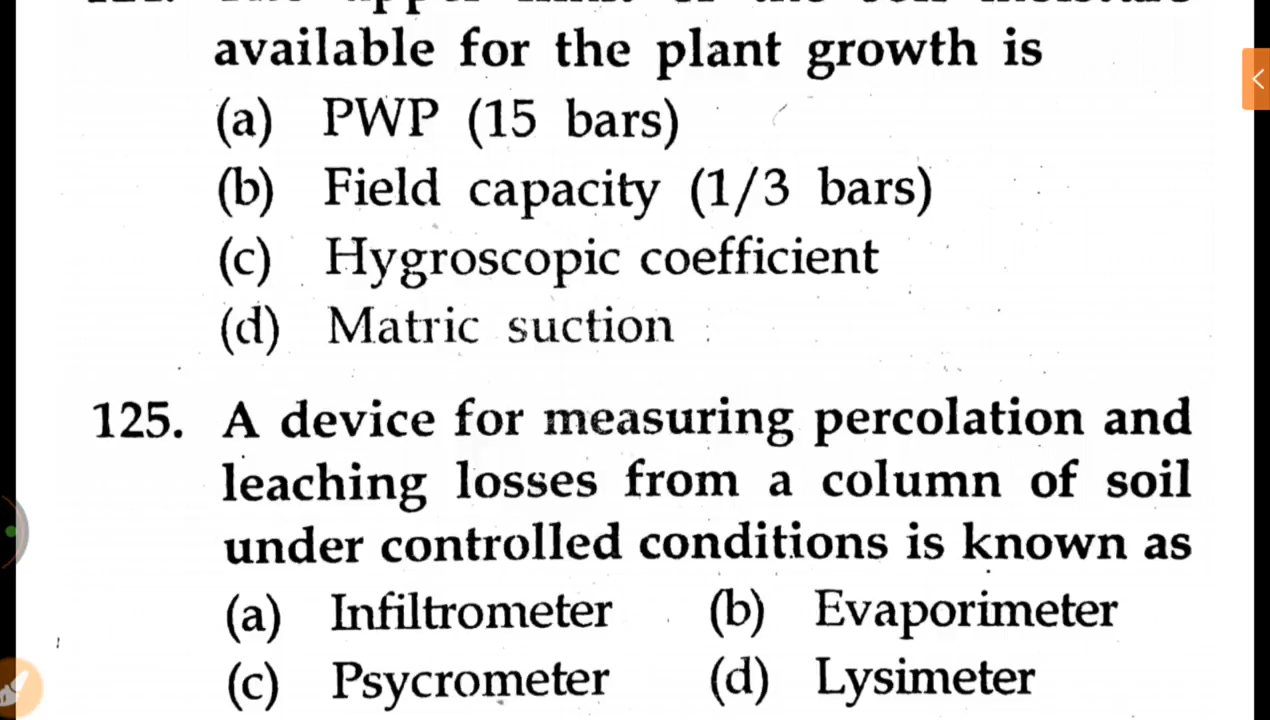 available for the plant growth is
(a) PWP (15 bars)
(b) Field capacity (1/3 bars)
(c) Hygroscopic coefficient
(d) Matric suction
125. A device for measuring percolation and
leaching losses from a column of soil
under controlled conditions is known as
(a) Infiltrometer (b) Evaporimeter
(c) Psycrometer (d) Lysimeter